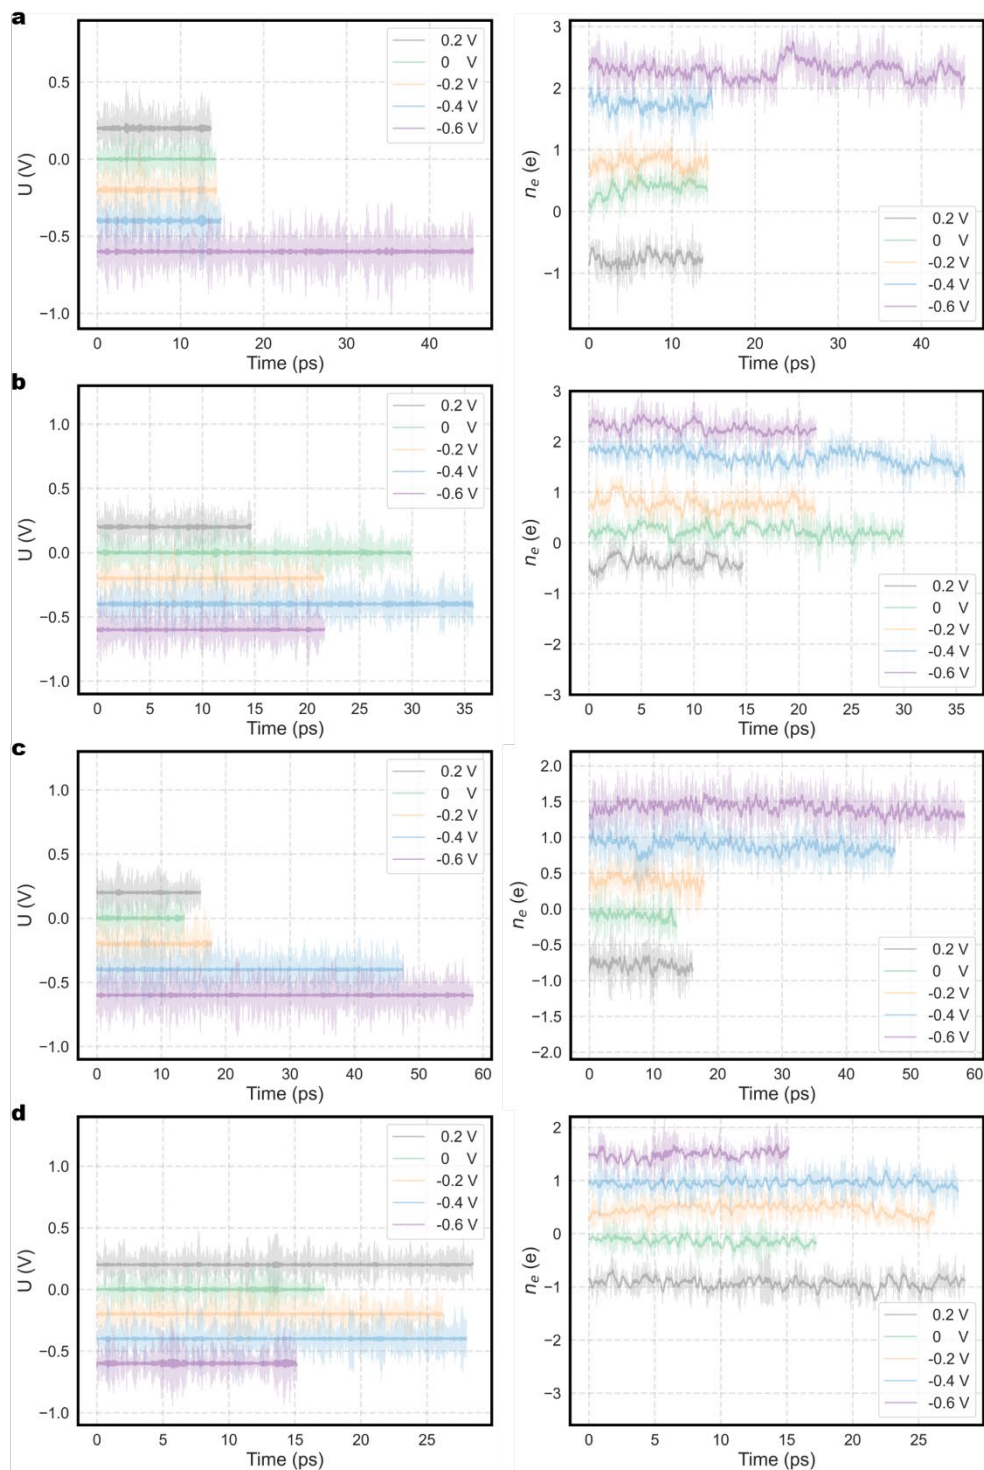 a
U (V)
0.5
0.0
−0.5
−1.0
0 10 20 30 40
Time (ps)
0.2 V
0 V
-0.2 V
-0.4 V
-0.6 V
nₑ (e)
3
2
1
0
−1
0 10 20 30 40
Time (ps)
0.2 V
0 V
-0.2 V
-0.4 V
-0.6 V
b
U (V)
1.0
0.5
0.0
−0.5
−1.0
0 5 10 15 20 25 30 35
Time (ps)
0.2 V
0 V
-0.2 V
-0.4 V
-0.6 V
nₑ (e)
3
2
1
0
−1
−2
−3
0 5 10 15 20 25 30 35
Time (ps)
0.2 V
0 V
-0.2 V
-0.4 V
-0.6 V
c
U (V)
1.0
0.5
0.0
−0.5
−1.0
0 10 20 30 40 50 60
Time (ps)
0.2 V
0 V
-0.2 V
-0.4 V
-0.6 V
nₑ (e)
2.0
1.5
1.0
0.5
0.0
−0.5
−1.0
−1.5
−2.0
0 10 20 30 40 50 60
Time (ps)
0.2 V
0 V
-0.2 V
-0.4 V
-0.6 V
d
U (V)
1.0
0.5
0.0
−0.5
−1.0
0 5 10 15 20 25
Time (ps)
0.2 V
0 V
-0.2 V
-0.4 V
-0.6 V
nₑ (e)
2
1
0
−1
−2
−3
0 5 10 15 20 25
Time (ps)
0.2 V
0 V
-0.2 V
-0.4 V
-0.6 V